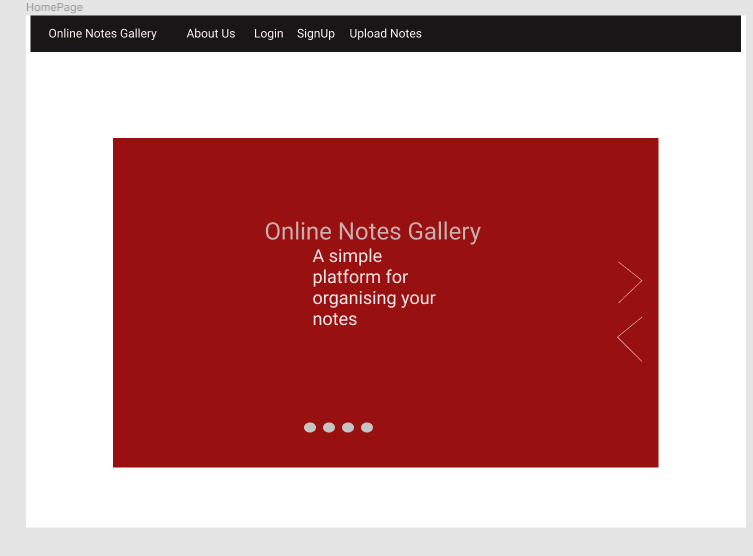 HomePage
Online Notes Gallery About Us Login SignUp Upload Notes
Online Notes Gallery
A simple
platform for
organising your
notes